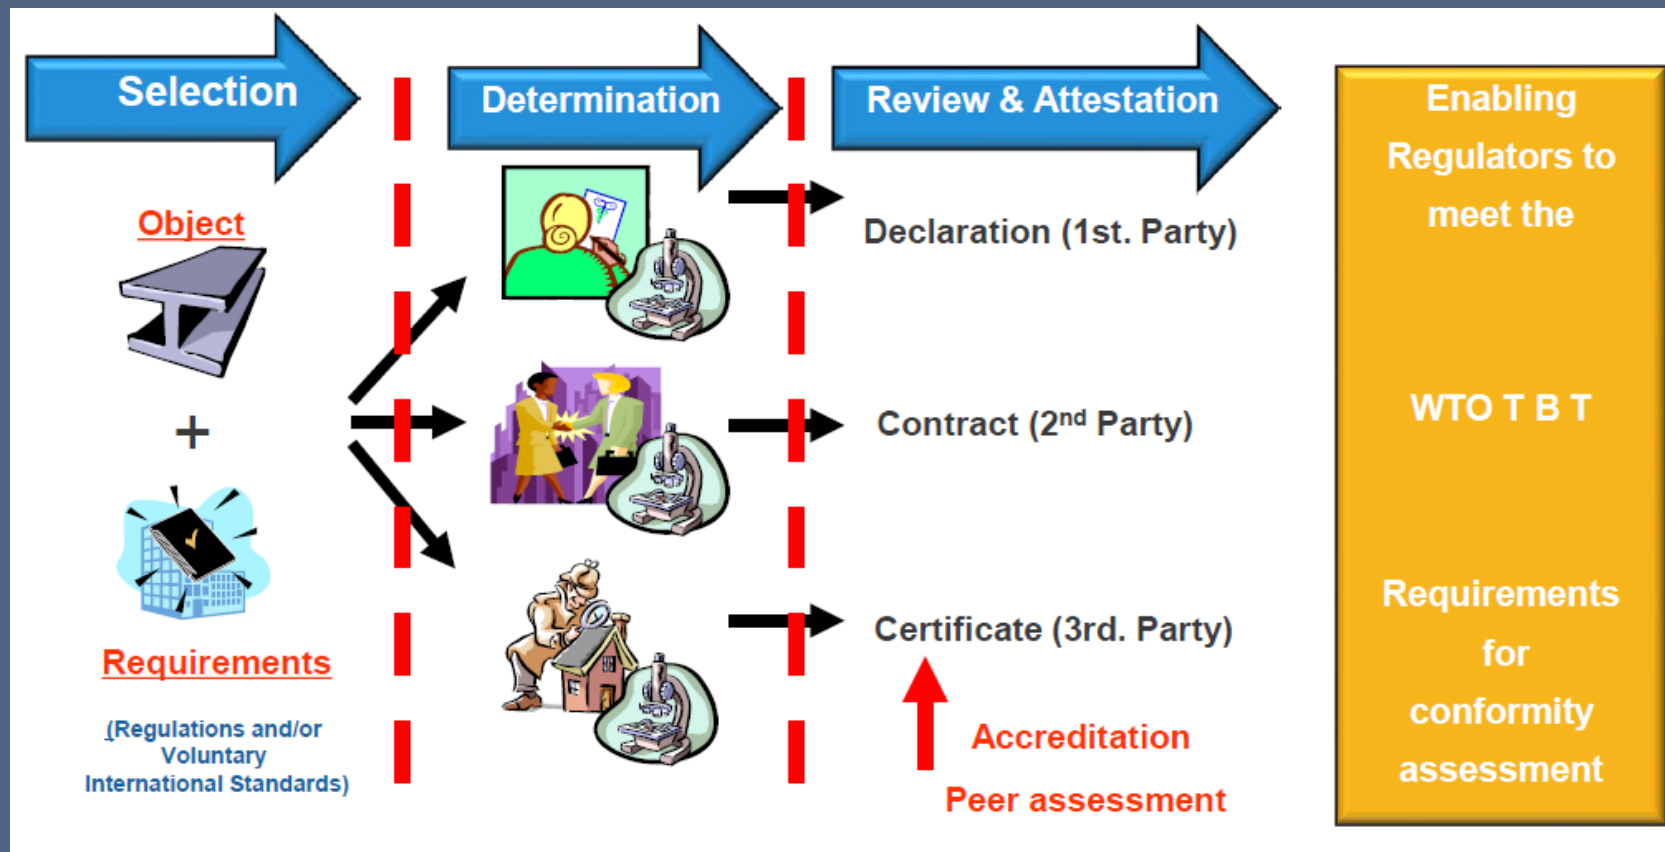 Selection
Object
+
Requirements
(Regulations and/or
Voluntary
International Standards)
Determination
Review & Attestation
Declaration (1st. Party)
Contract (2nd Party)
Certificate (3rd. Party)
Accreditation
Peer assessment
Enabling
Regulators to
meet the
WTO T B T
Requirements
for
conformity
assessment